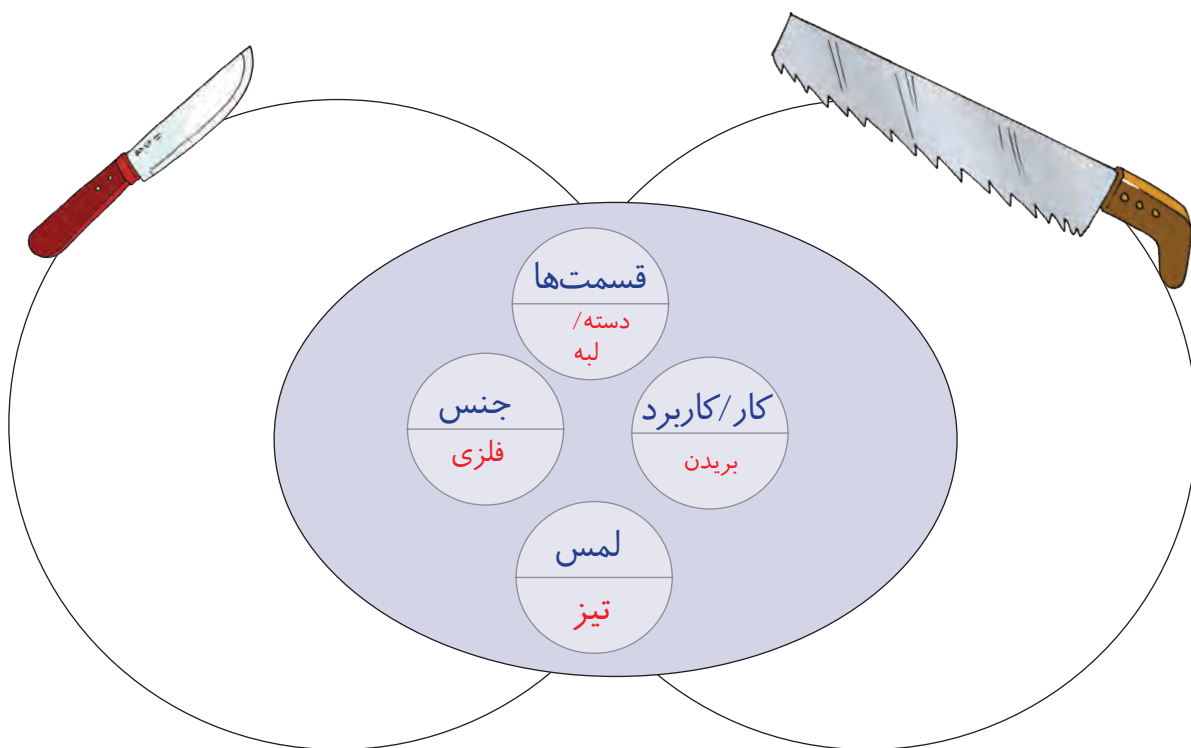 قسمت‌ها
دسته/
لبه
کار/کاربرد
بریدن
جنس
فلزی
لمس
تیز